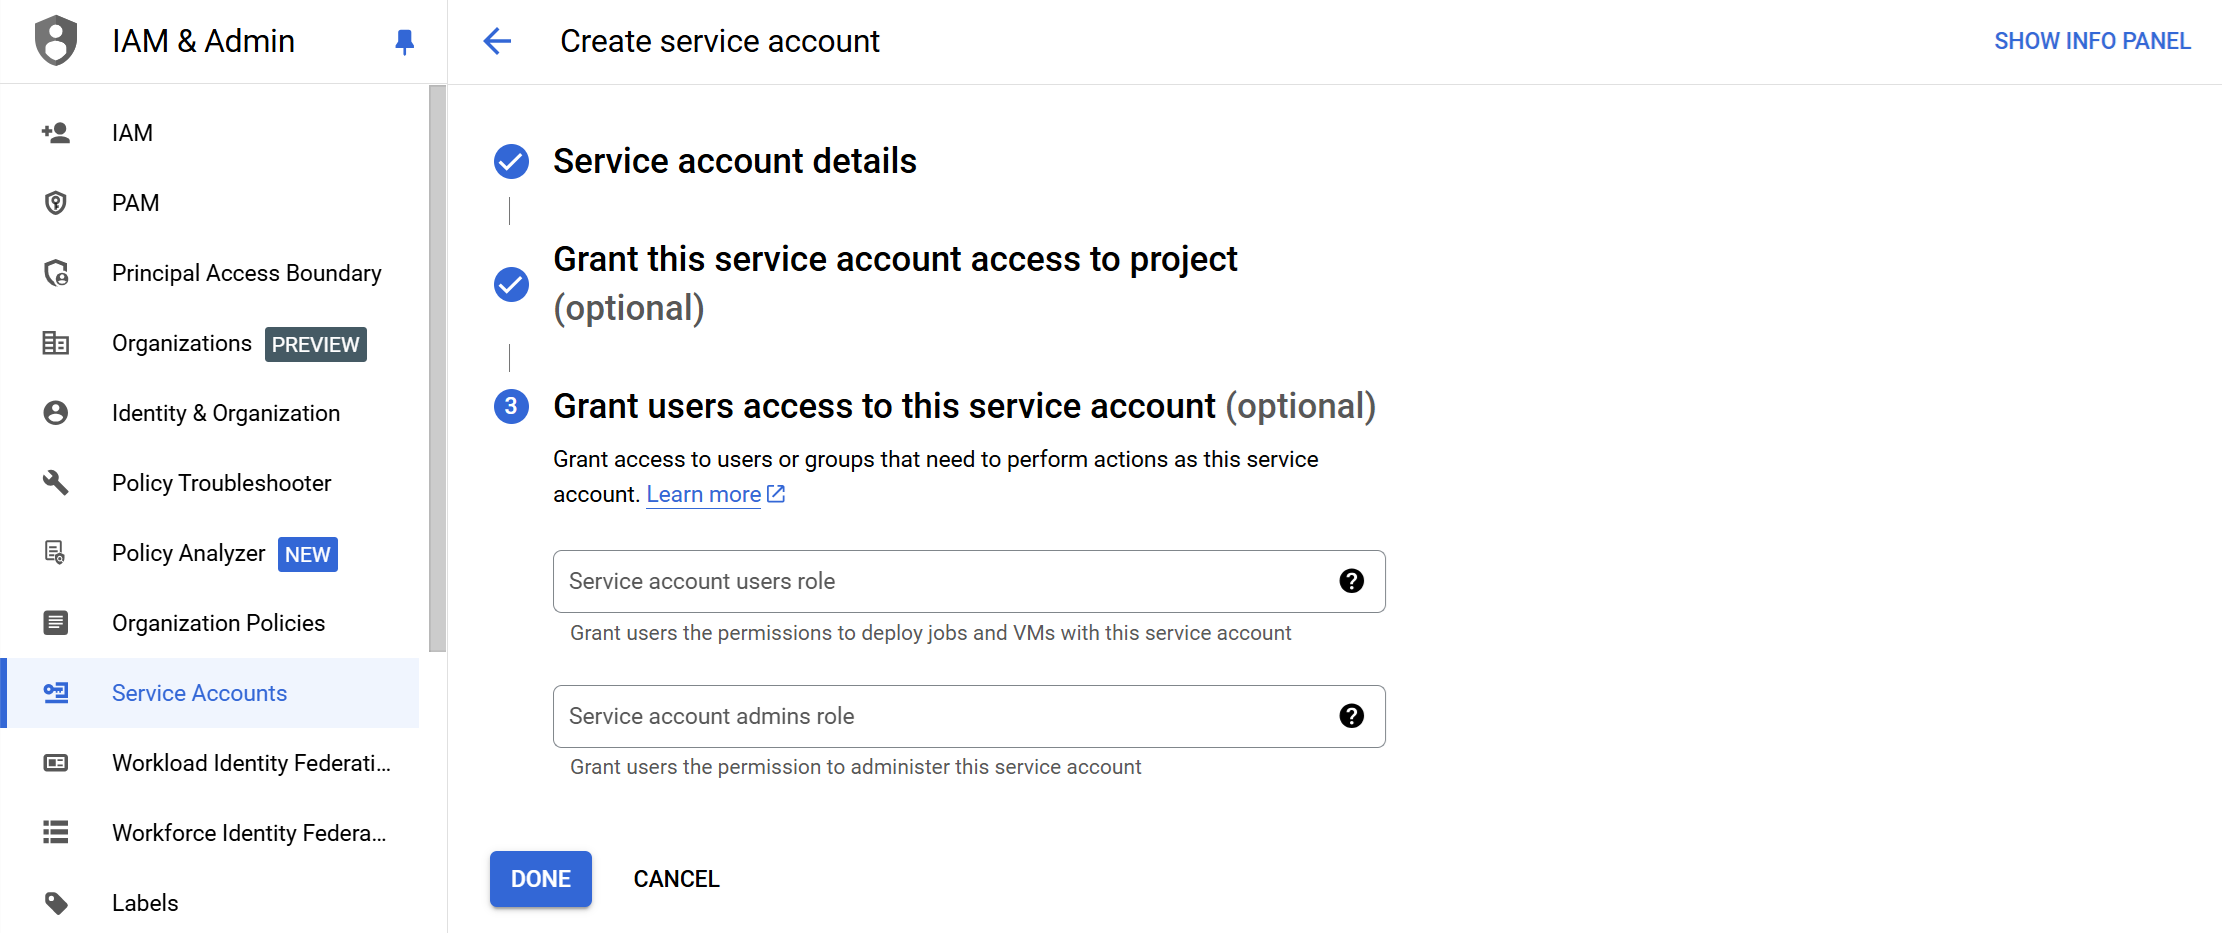 IAM & Admin
IAM
PAM
Principal Access Boundary
Organizations PREVIEW
Identity & Organization
Policy Troubleshooter
Policy Analyzer NEW
Organization Policies
Service Accounts
Workload Identity Federati...
Workforce Identity Federa...
Labels
Create service account
SHOW INFO PANEL
Service account details
Grant this service account access to project
(optional)
3 Grant users access to this service account (optional)
Grant access to users or groups that need to perform actions as this service
account. Learn more
Service account users role
Grant users the permissions to deploy jobs and VMs with this service account
Service account admins role
Grant users the permission to administer this service account
DONE CANCEL